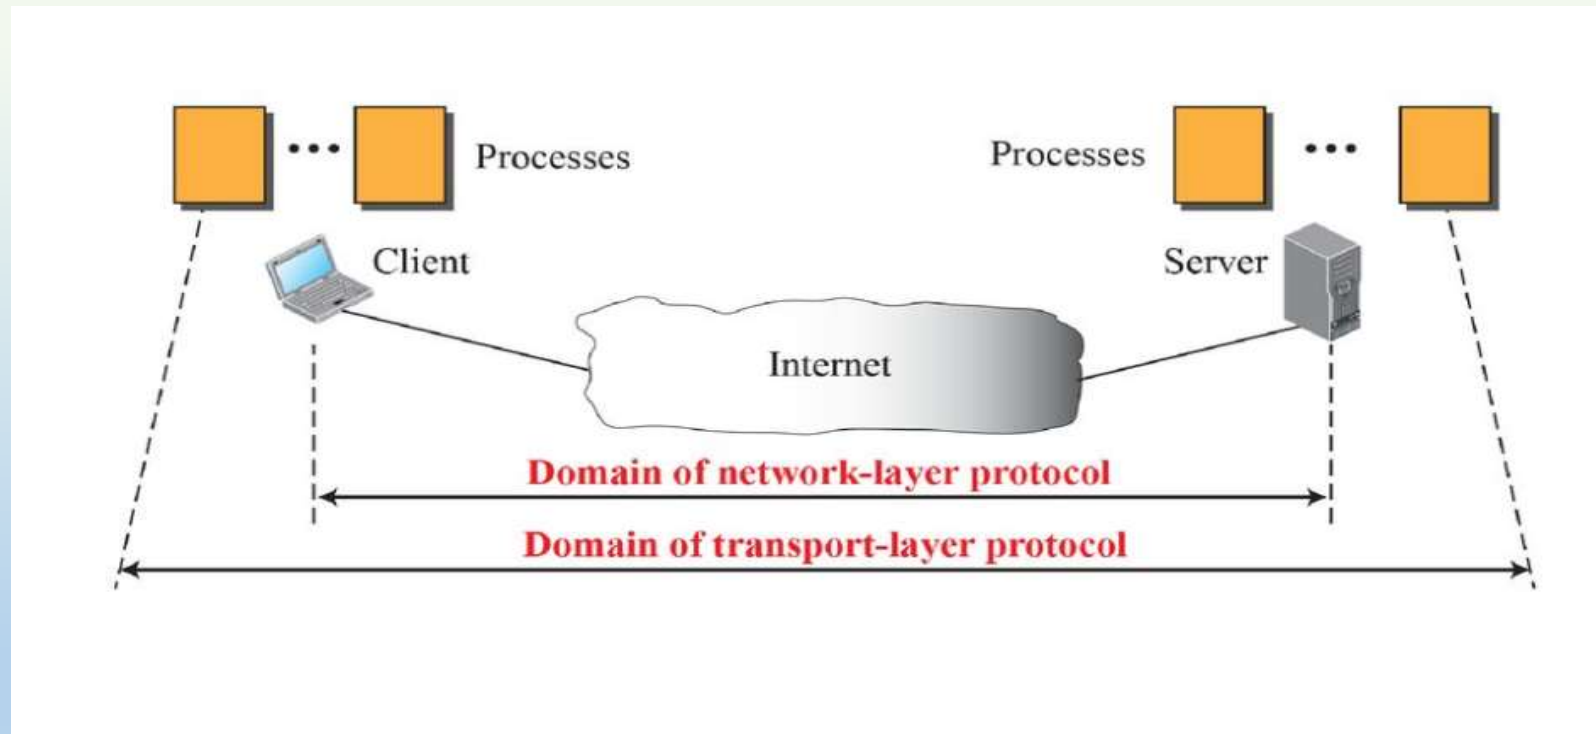 Processes
Processes
Client
Server
Internet
Domain of network-layer protocol
Domain of transport-layer protocol